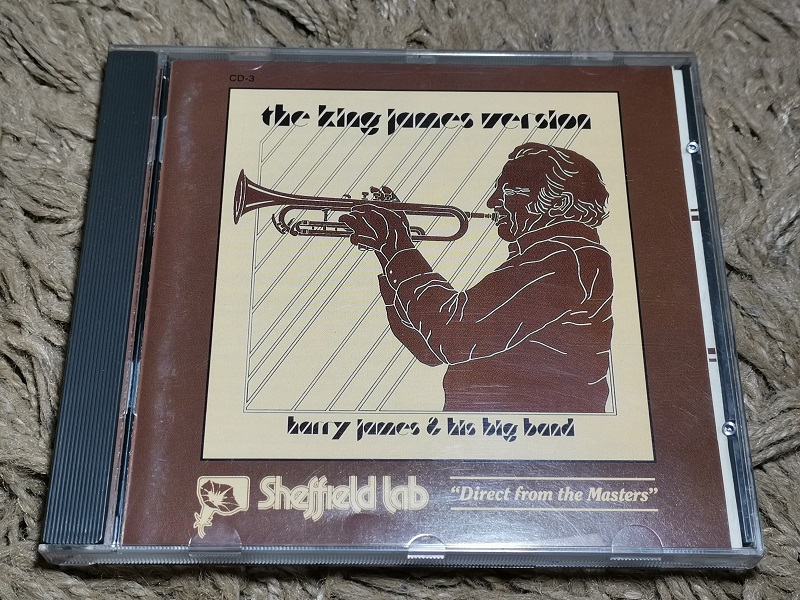 CD-3
the king james version
harry james & his big band
Sheffield lab
"Direct from the Masters"